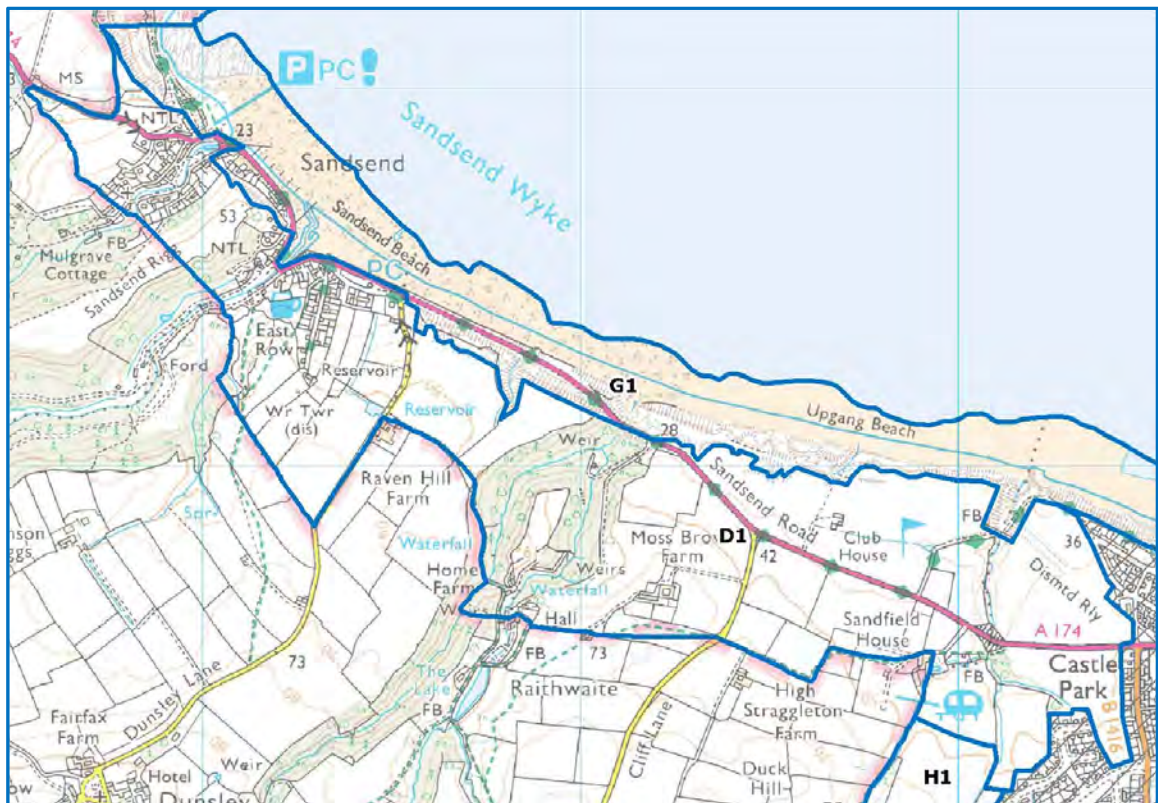 MS
NTL
P PC
23
Sandsend
Sandsend Wyke
53
Sandsend Beach
FB
NTL
Mulgrave
Cottage
Sandsend Rigg
PC
East
Row
Ford
Reservoir
Reservoir
G1
Upgang Beach
Wr Twr
(dis)
Weir
28
Raven Hill
Farm
Sandsend Road
Waterfall
Moss Brow
Farm
D1
42
Club
House
FB
36
Dismtd Rly
Home
Farm
Weirs
Waterfall
Weirs
Hall
Sandfield
House
A 174
73
FB
73
FB
Castle
Park
The
Lake
FB
Raithwaite
High
Straggleton
Farm
B 1416
Dunsley Lane
Cliff Lane
Fairfax
Farm
Weir
Hotel
Dunsley
Duck
Hill
H1